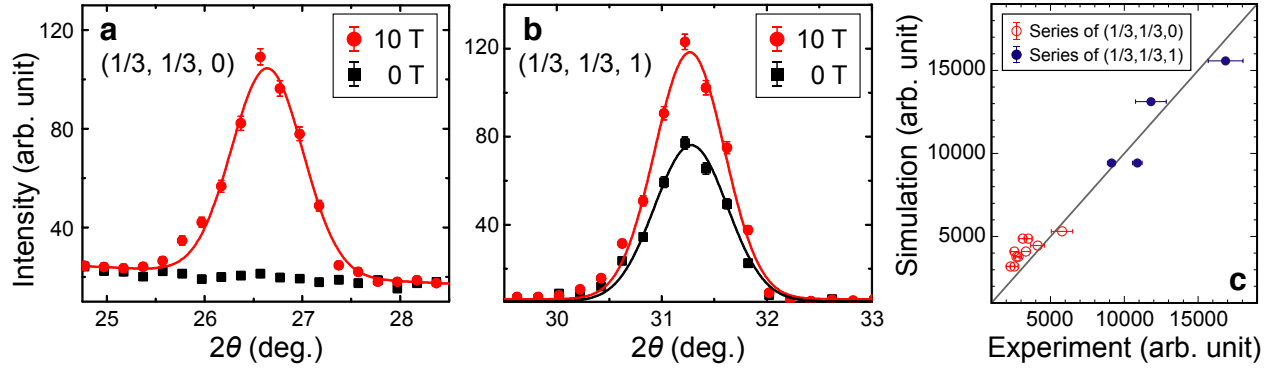 a
(1/3, 1/3, 0)
10 T
0 T
Intensity (arb. unit)
120
80
40
25
26
27
28
2θ (deg.)
b
(1/3, 1/3, 1)
10 T
0 T
120
80
40
30
31
32
33
2θ (deg.)
Series of (1/3,1/3,0)
Series of (1/3,1/3,1)
Simulation (arb. unit)
15000
10000
5000
5000
10000
15000
Experiment (arb. unit)
c